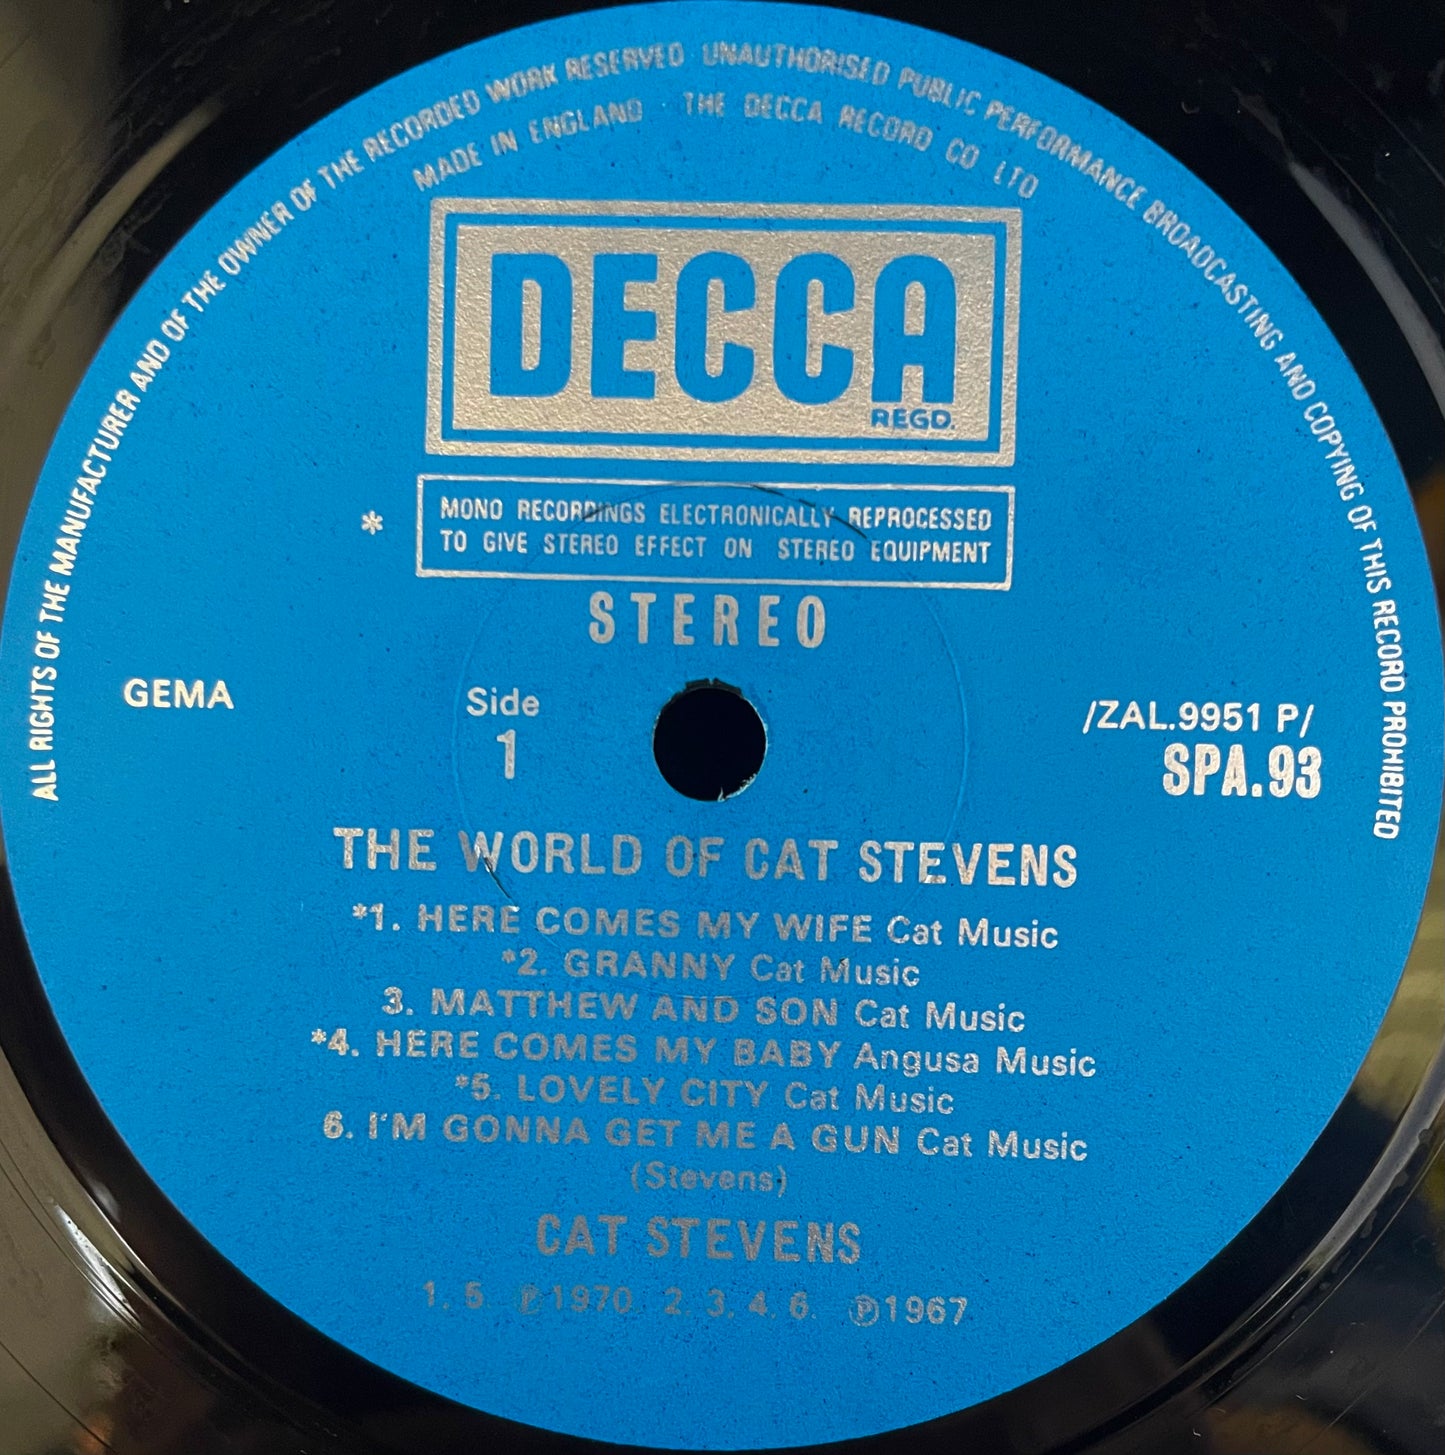 ALL RIGHTS OF THE MANUFACTURER AND OF THE OWNER OF THE RECORDED WORK RESERVED · UNAUTHORISED PUBLIC PERFORMANCE BROADCASTING AND COPYING OF THIS RECORD PROHIBITED
MADE IN ENGLAND · THE DECCA RECORD CO LTD
DECCA
REGD.
* MONO RECORDINGS ELECTRONICALLY REPROCESSED
TO GIVE STEREO EFFECT ON STEREO EQUIPMENT
STEREO
GEMA
Side
1
/ZAL.9951 P/
SPA.93
THE WORLD OF CAT STEVENS
*1. HERE COMES MY WIFE Cat Music
*2. GRANNY Cat Music
3. MATTHEW AND SON Cat Music
*4. HERE COMES MY BABY Angusa Music
*5. LOVELY CITY Cat Music
6. I'M GONNA GET ME A GUN Cat Music
(Stevens)
CAT STEVENS
1. 5. ℗1970. 2. 3. 4. 6. ℗1967